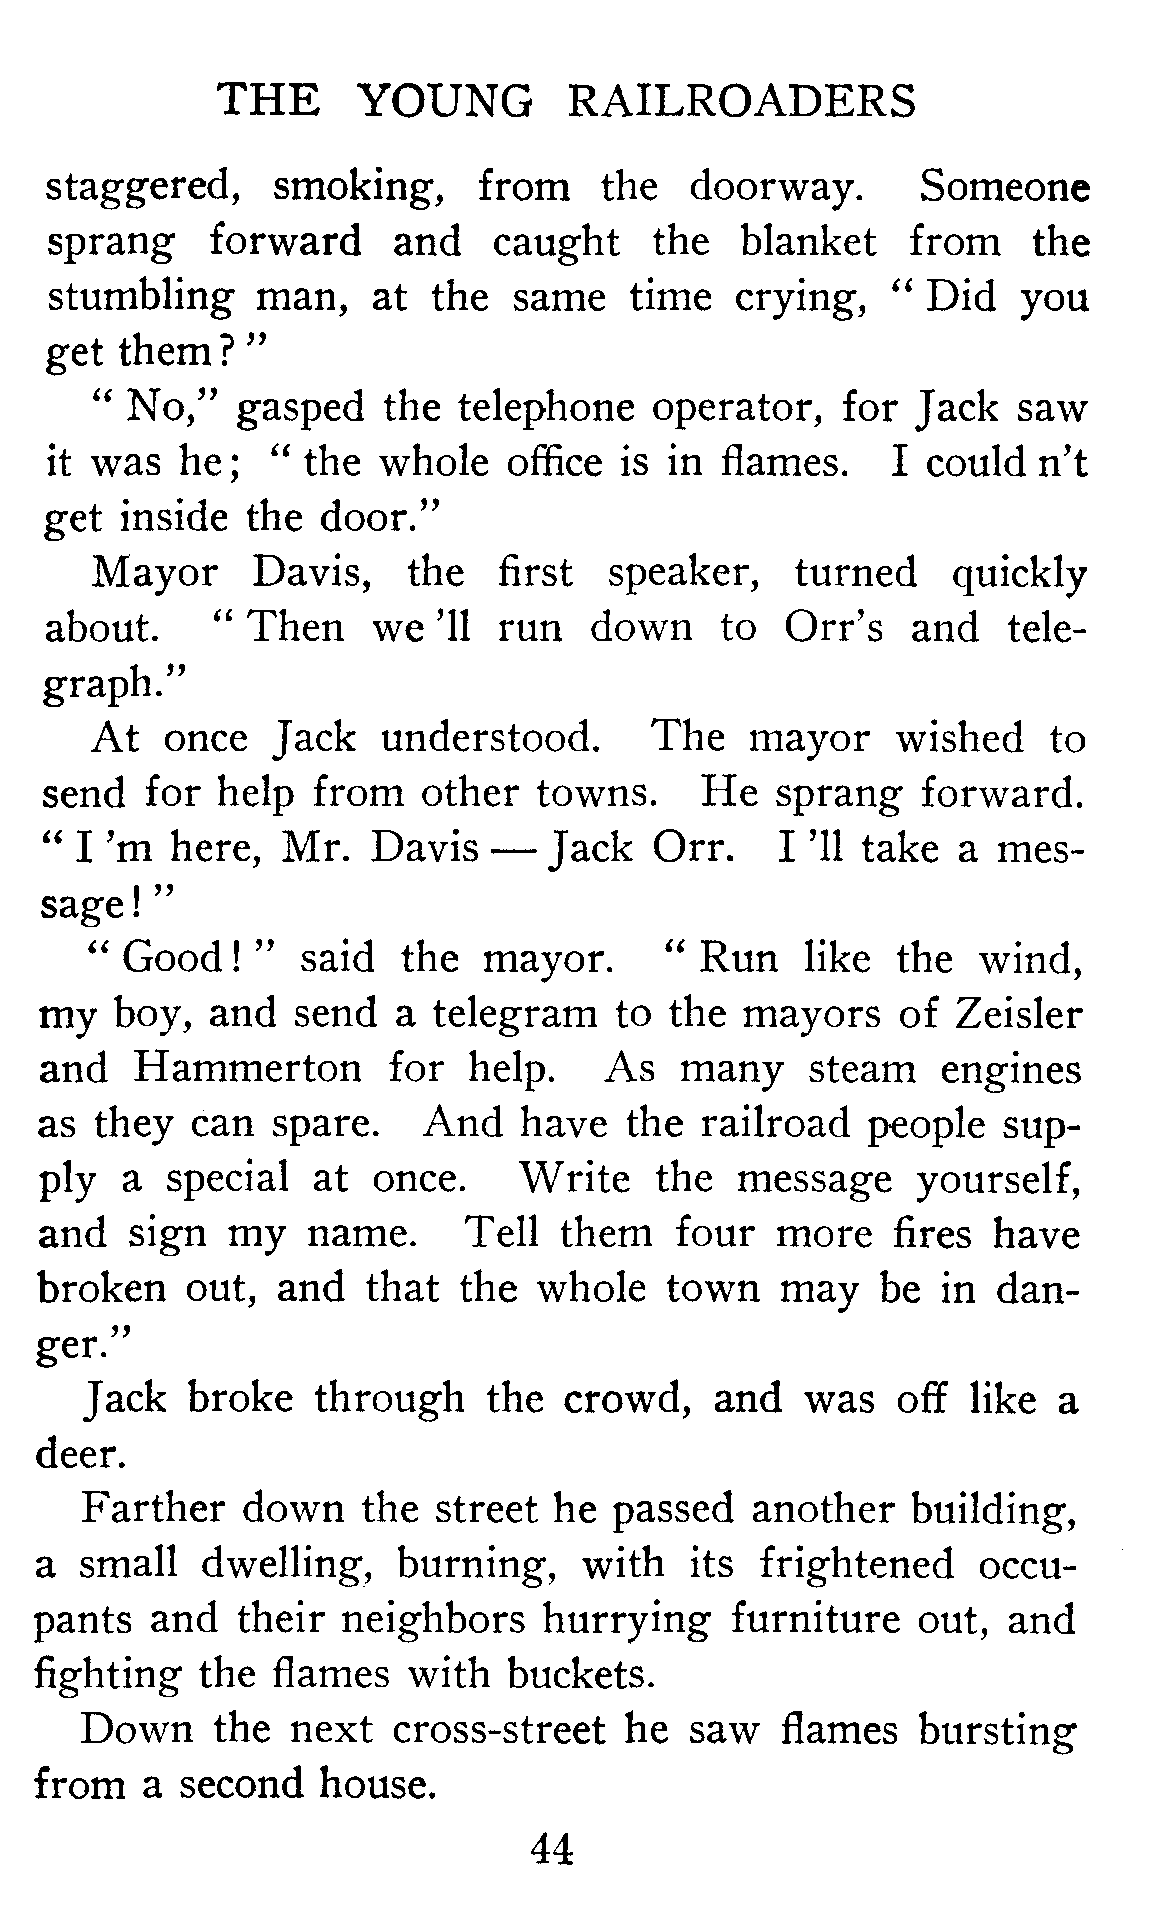 THE YOUNG RAILROADERS
staggered, smoking, from the doorway. Someone
sprang forward and caught the blanket from the
stumbling man, at the same time crying, " Did you
get them? "
" No," gasped the telephone operator, for Jack saw
it was he; " the whole office is in flames. I could n't
get inside the door."
Mayor Davis, the first speaker, turned quickly
about. " Then we 'll run down to Orr's and tele-
graph."
At once Jack understood. The mayor wished to
send for help from other towns. He sprang forward.
" I 'm here, Mr. Davis — Jack Orr. I 'll take a mes-
sage! "
" Good! " said the mayor. " Run like the wind,
my boy, and send a telegram to the mayors of Zeisler
and Hammerton for help. As many steam engines
as they can spare. And have the railroad people sup-
ply a special at once. Write the message yourself,
and sign my name. Tell them four more fires have
broken out, and that the whole town may be in dan-
ger."
Jack broke through the crowd, and was off like a
deer.
Farther down the street he passed another building,
a small dwelling, burning, with its frightened occu-
pants and their neighbors hurrying furniture out, and
fighting the flames with buckets.
Down the next cross-street he saw flames bursting
from a second house.
44